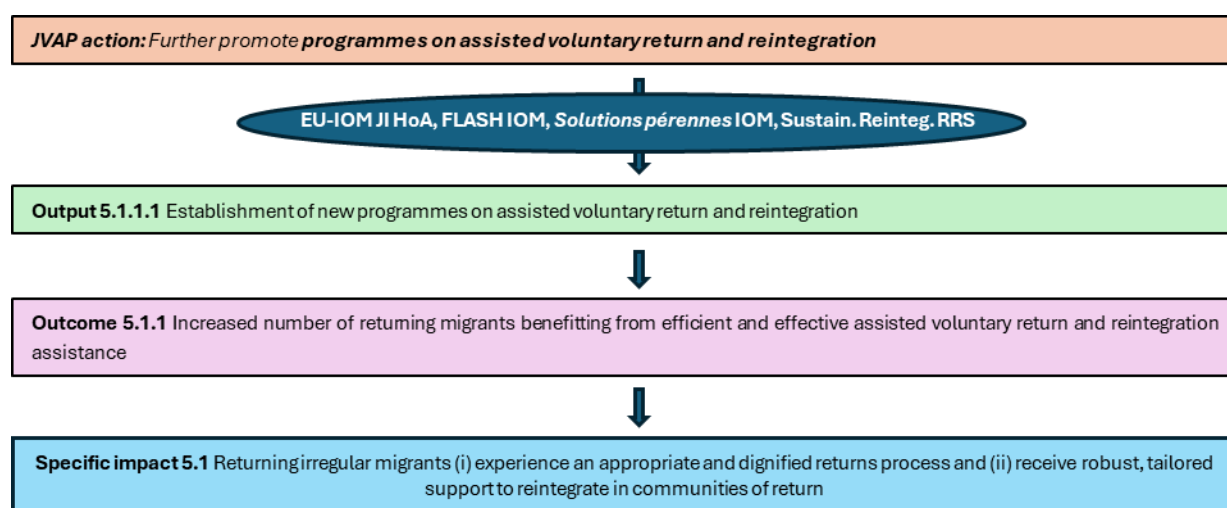 JVAP action: Further promote programmes on assisted voluntary return and reintegration
EU-IOM JI HoA, FLASH IOM, Solutions pérennes IOM, Sustain. Reinteg. RRS
Output 5.1.1.1 Establishment of new programmes on assisted voluntary return and reintegration
Outcome 5.1.1 Increased number of returning migrants benefitting from efficient and effective assisted voluntary return and reintegration
assistance
Specific impact 5.1 Returning irregular migrants (i) experience an appropriate and dignified returns process and (ii) receive robust, tailored
support to reintegrate in communities of return